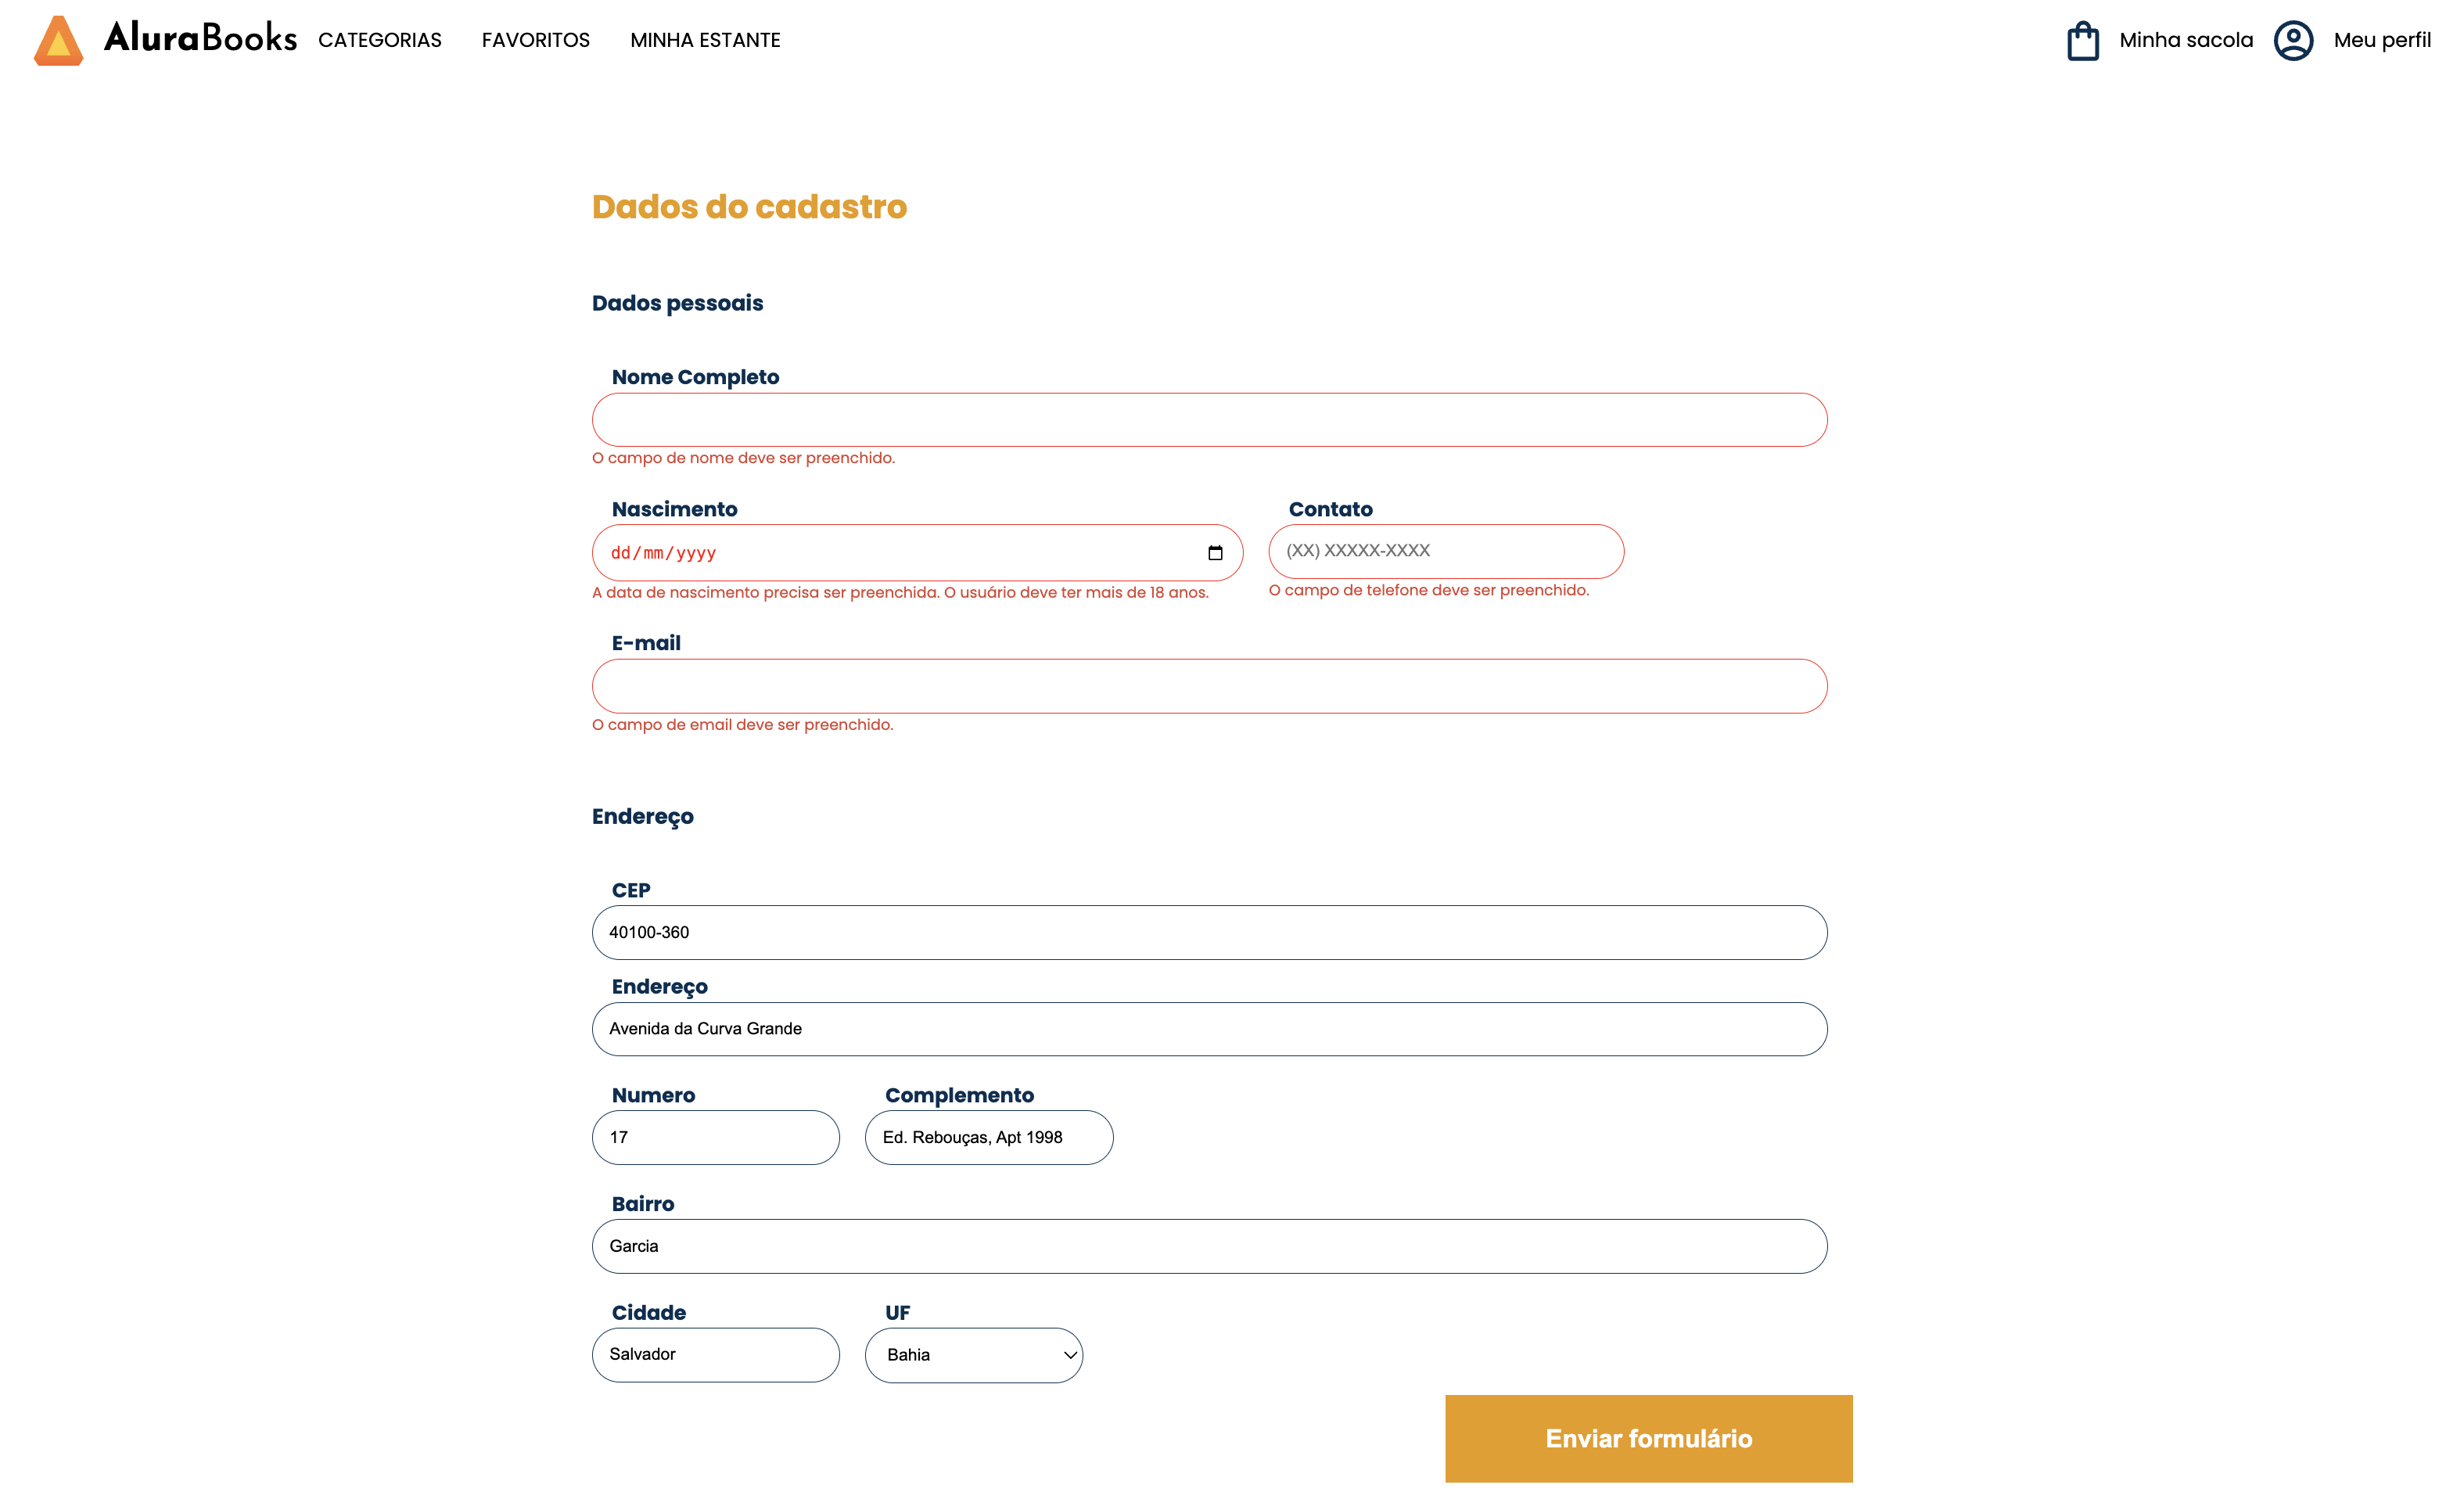 AluraBooks CATEGORIAS FAVORITOS MINHA ESTANTE Minha sacola Meu perfil
Dados do cadastro
Dados pessoais
Nome Completo
O campo de nome deve ser preenchido.
Nascimento Contato
dd/mm/yyyy (XX) XXXXX-XXXX
A data de nascimento precisa ser preenchida. O usuário deve ter mais de 18 anos. O campo de telefone deve ser preenchido.
E-mail
O campo de email deve ser preenchido.
Endereço
CEP
40100-360
Endereço
Avenida da Curva Grande
Numero Complemento
17 Ed. Rebouças, Apt 1998
Bairro
Garcia
Cidade UF
Salvador Bahia
Enviar formulário